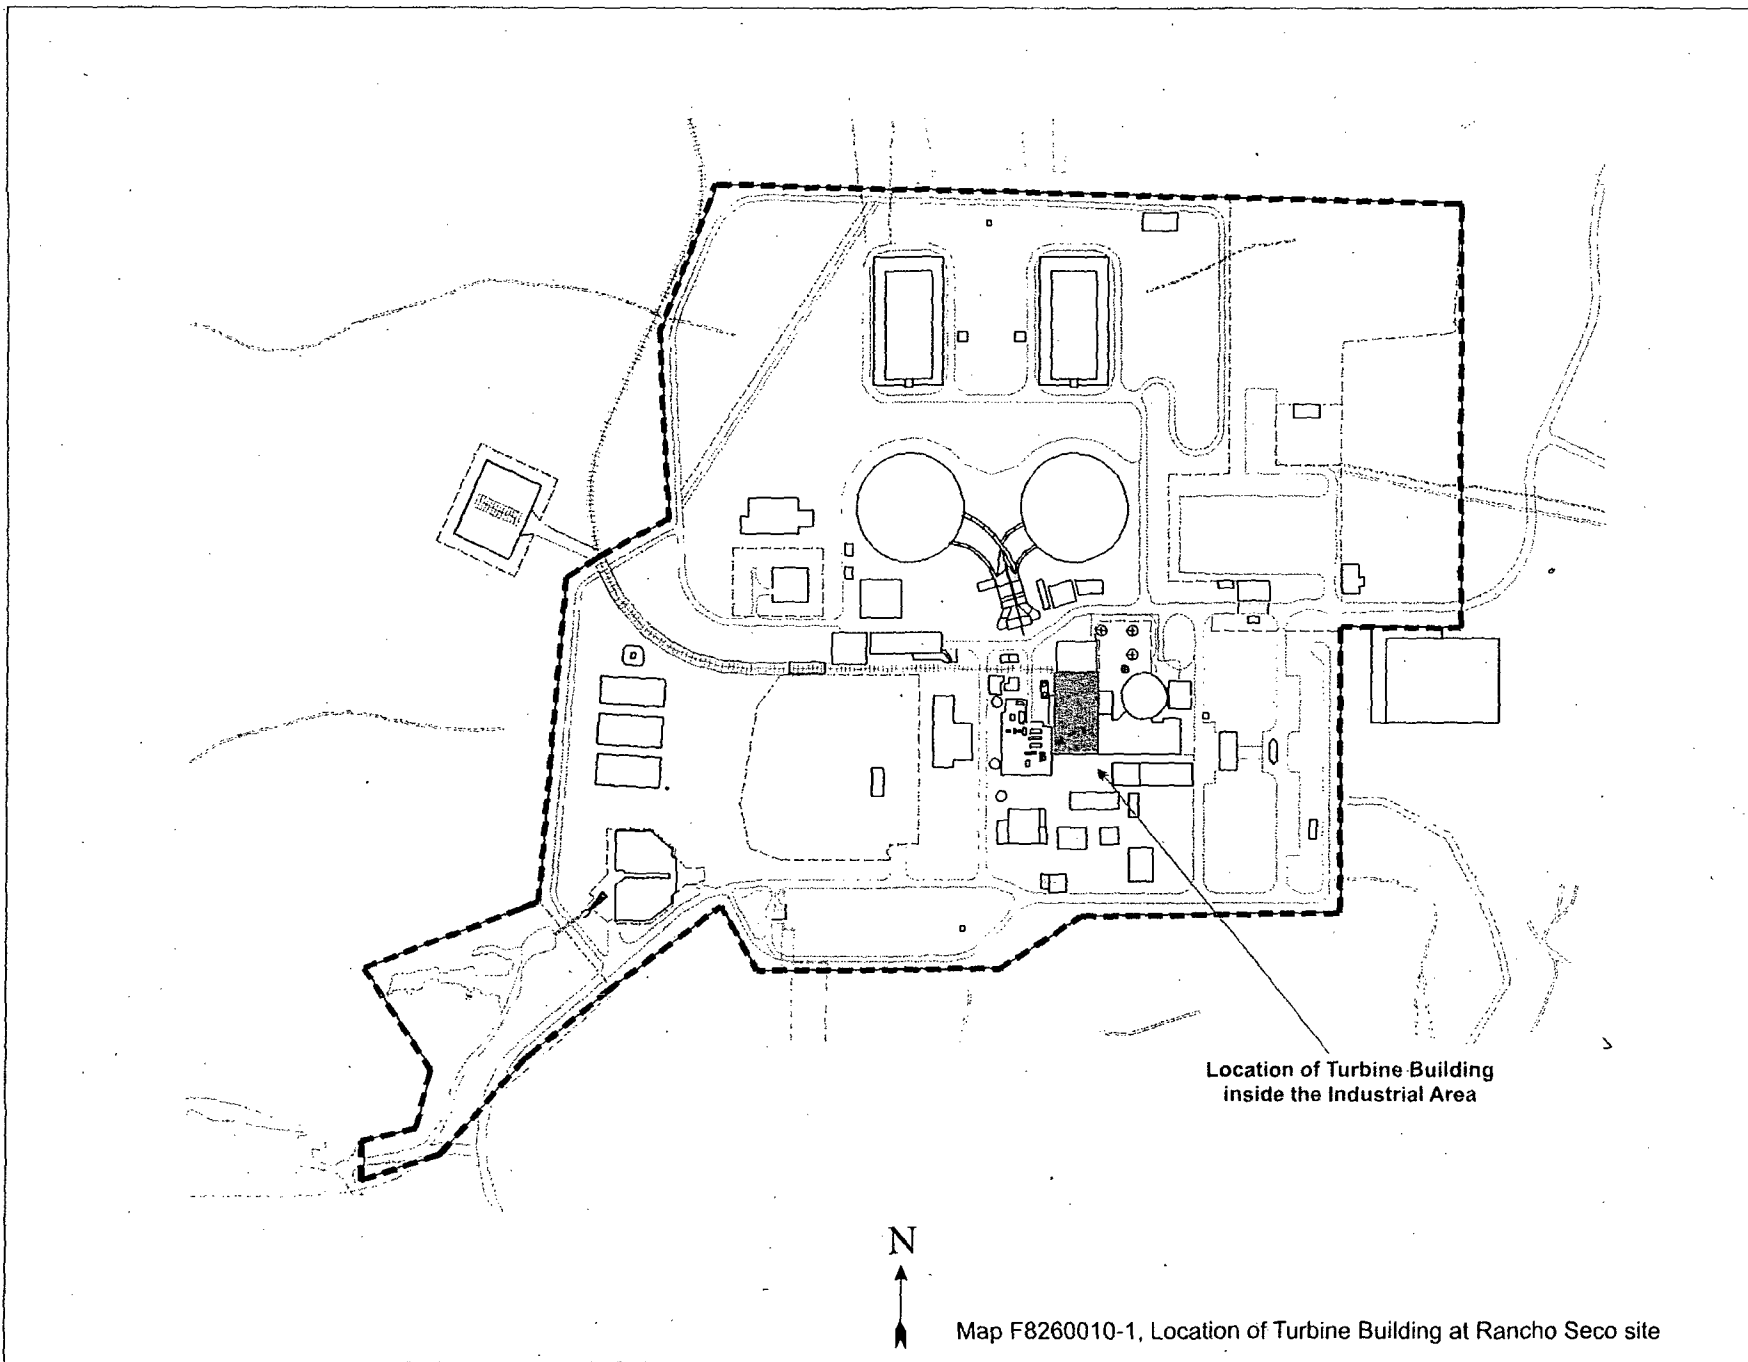 Location of Turbine Building
inside the Industrial Area
N
Map F8260010-1, Location of Turbine Building at Rancho Seco site